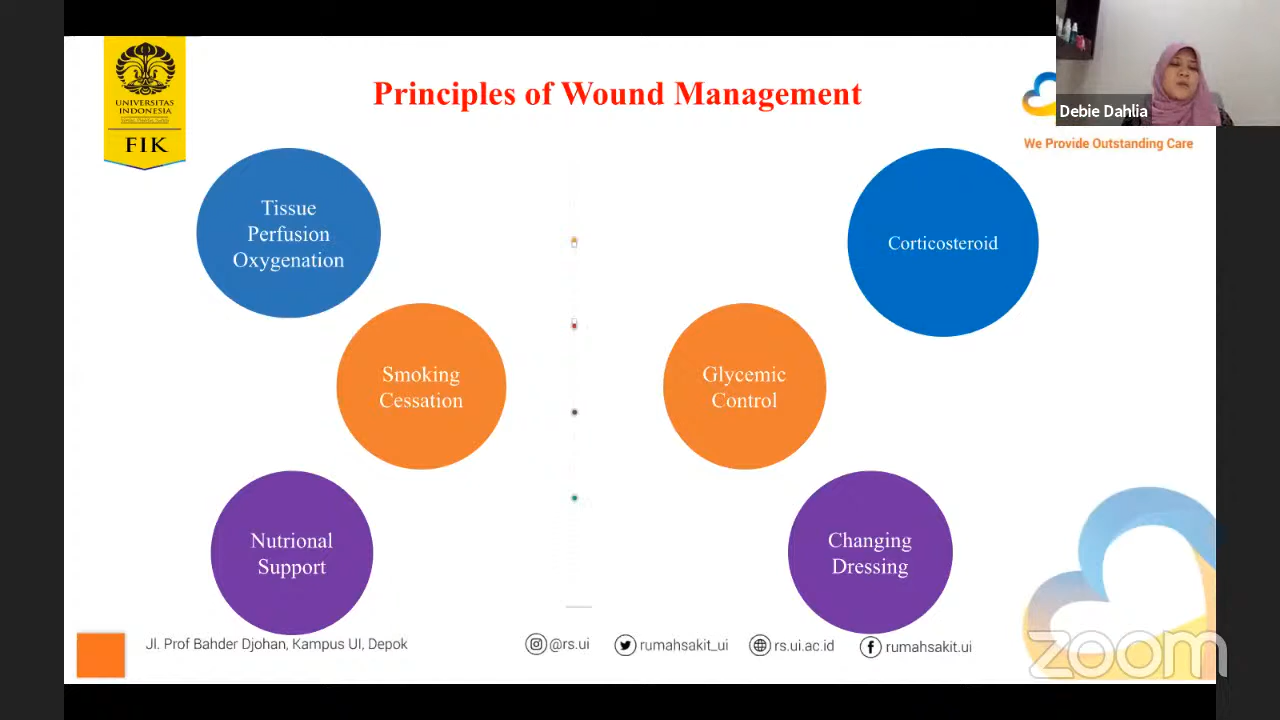 Principles of Wound Management
UNIVERSITAS
INDONESIA
FIK
Debie Dahlia
We Provide Outstanding Care
Tissue
Perfusion
Oxygenation
Corticosteroid
Smoking
Cessation
Glycemic
Control
Nutrional
Support
Changing
Dressing
Jl. Prof Bahder Djohan, Kampus UI, Depok
@rs.ui
rumahsakit_ui
rs.ui.ac.id
rumahsakit.ui
zoom